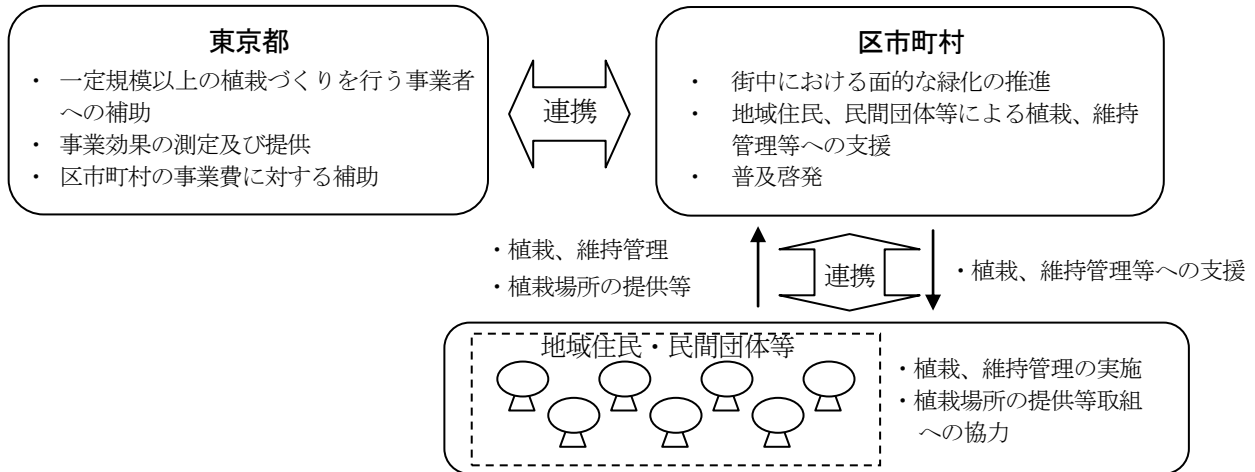 東京都
・ 一定規模以上の植栽づくりを行う事業者
への補助
・ 事業効果の測定及び提供
・ 区市町村の事業費に対する補助
連携
区市町村
・ 街中における面的な緑化の推進
・ 地域住民、民間団体等による植栽、維持
管理等への支援
・ 普及啓発
・植栽、維持管理
・植栽場所の提供等
連携
・植栽、維持管理等への支援
地域住民・民間団体等
・植栽、維持管理の実施
・植栽場所の提供等取組
への協力